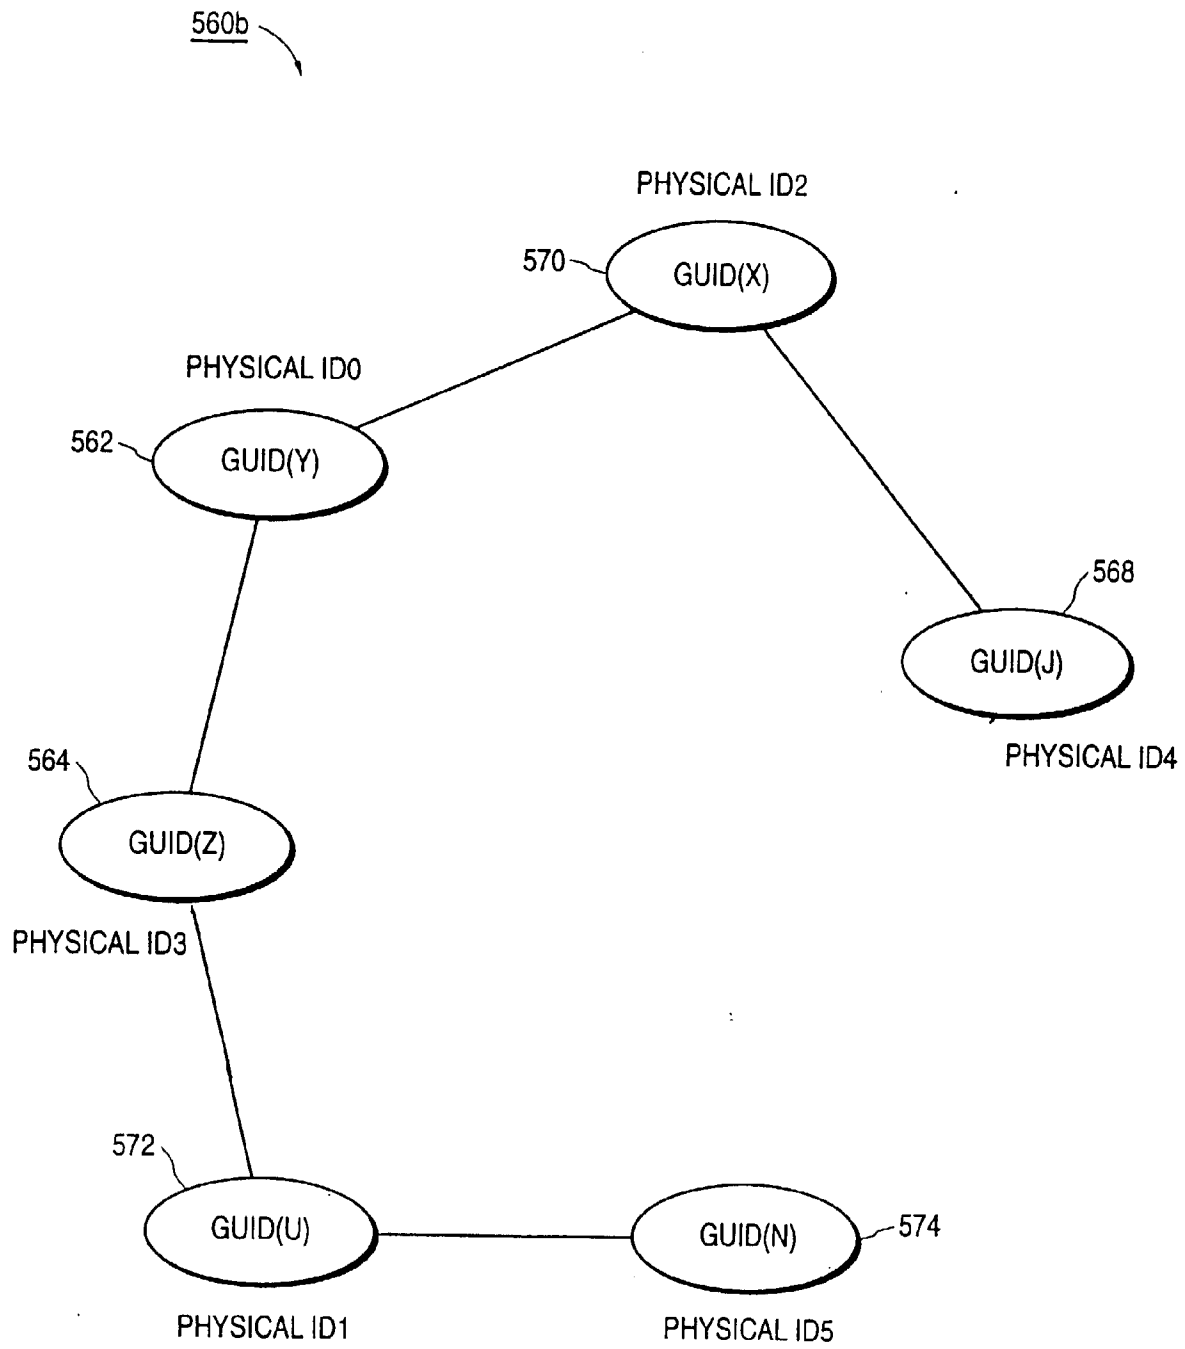 560b
PHYSICAL ID2
570
GUID(X)
PHYSICAL ID0
562
GUID(Y)
568
GUID(J)
PHYSICAL ID4
564
GUID(Z)
PHYSICAL ID3
572
GUID(U)
GUID(N)
574
PHYSICAL ID1
PHYSICAL ID5